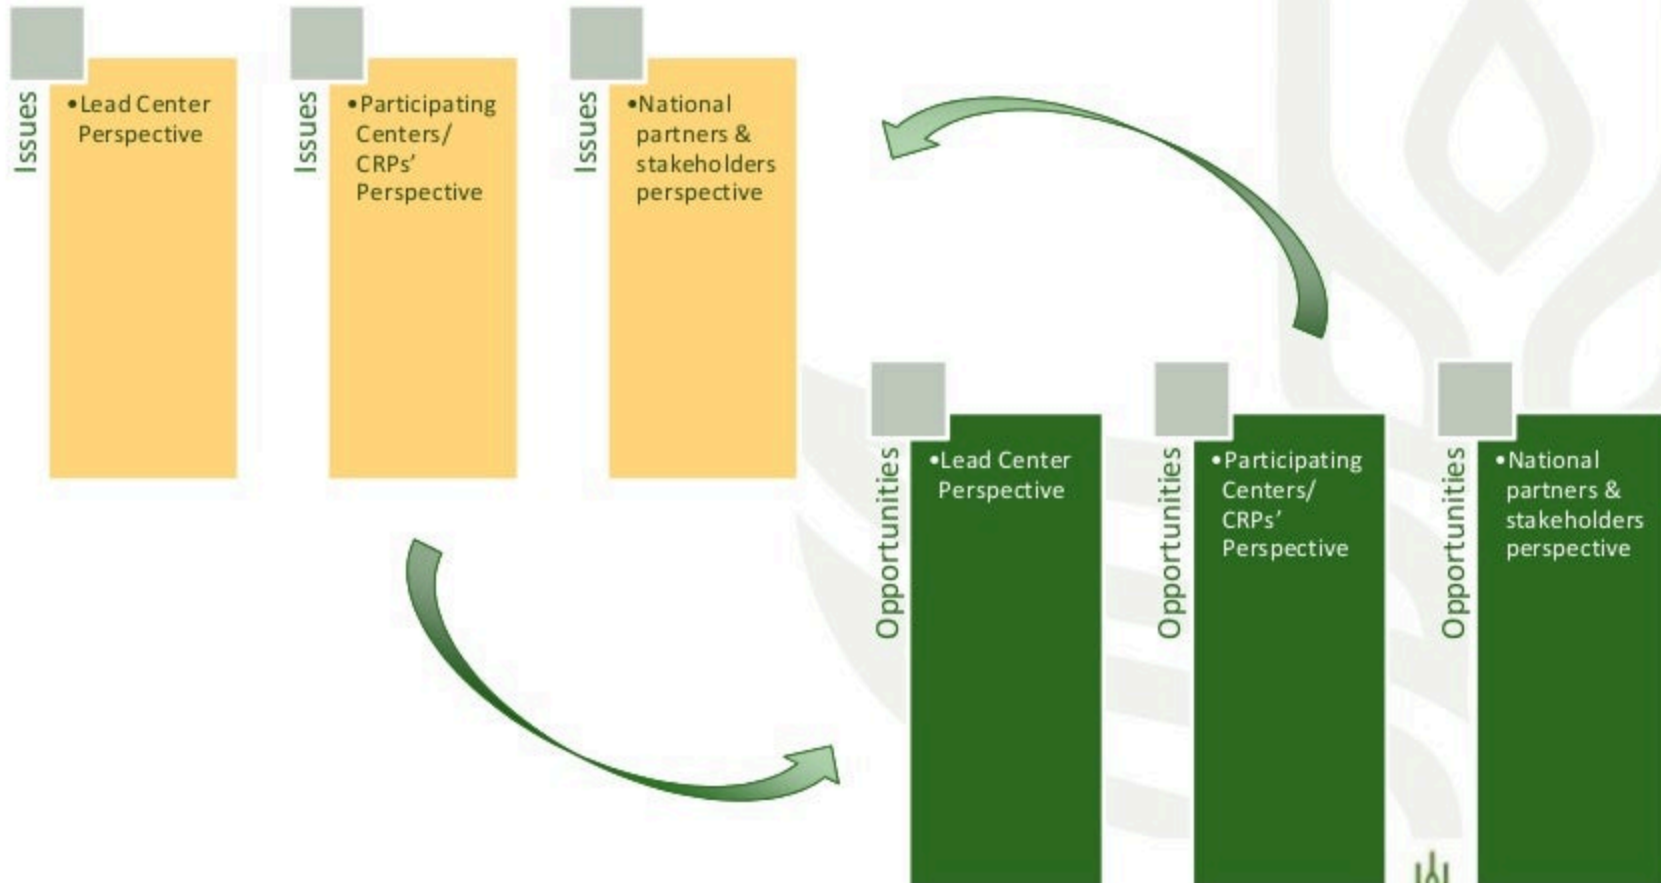 Issues
•Lead Center
Perspective
Issues
•Participating
Centers/
CRPs’
Perspective
Issues
•National
partners &
stakeholders
perspective
Opportunities
•Lead Center
Perspective
Opportunities
•Participating
Centers/
CRPs’
Perspective
Opportunities
•National
partners &
stakeholders
perspective